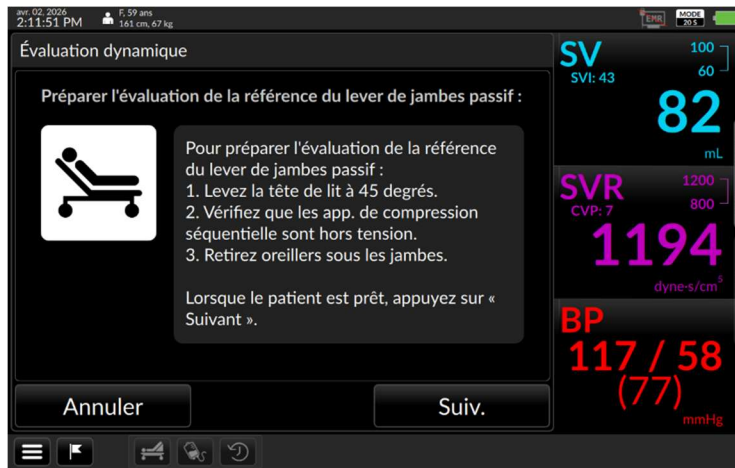 avr. 02, 2026
2:11:51 PM
F, 59 ans
161 cm, 67 kg
EMR
MODE
20 S
Évaluation dynamique
Préparer l'évaluation de la référence du lever de jambes passif :
Pour préparer l'évaluation de la référence
du lever de jambes passif :
1. Levez la tête de lit à 45 degrés.
2. Vérifiez que les app. de compression
séquentielle sont hors tension.
3. Retirez oreillers sous les jambes.
Lorsque le patient est prêt, appuyez sur «
Suivant ».
Annuler
Suiv.
SV
SVI: 43
100
60
82
mL
SVR
CVP: 7
1200
800
1194
dyne·s/cm⁵
BP
117 / 58
(77)
mmHg